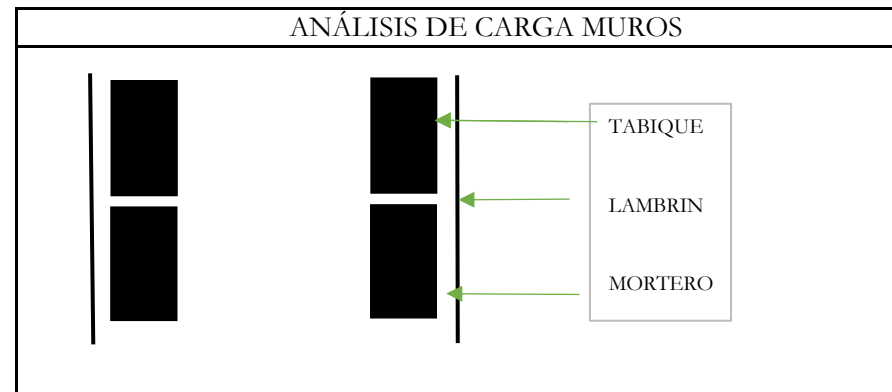 ANÁLISIS DE CARGA MUROS
TABIQUE
LAMBRIN
MORTERO